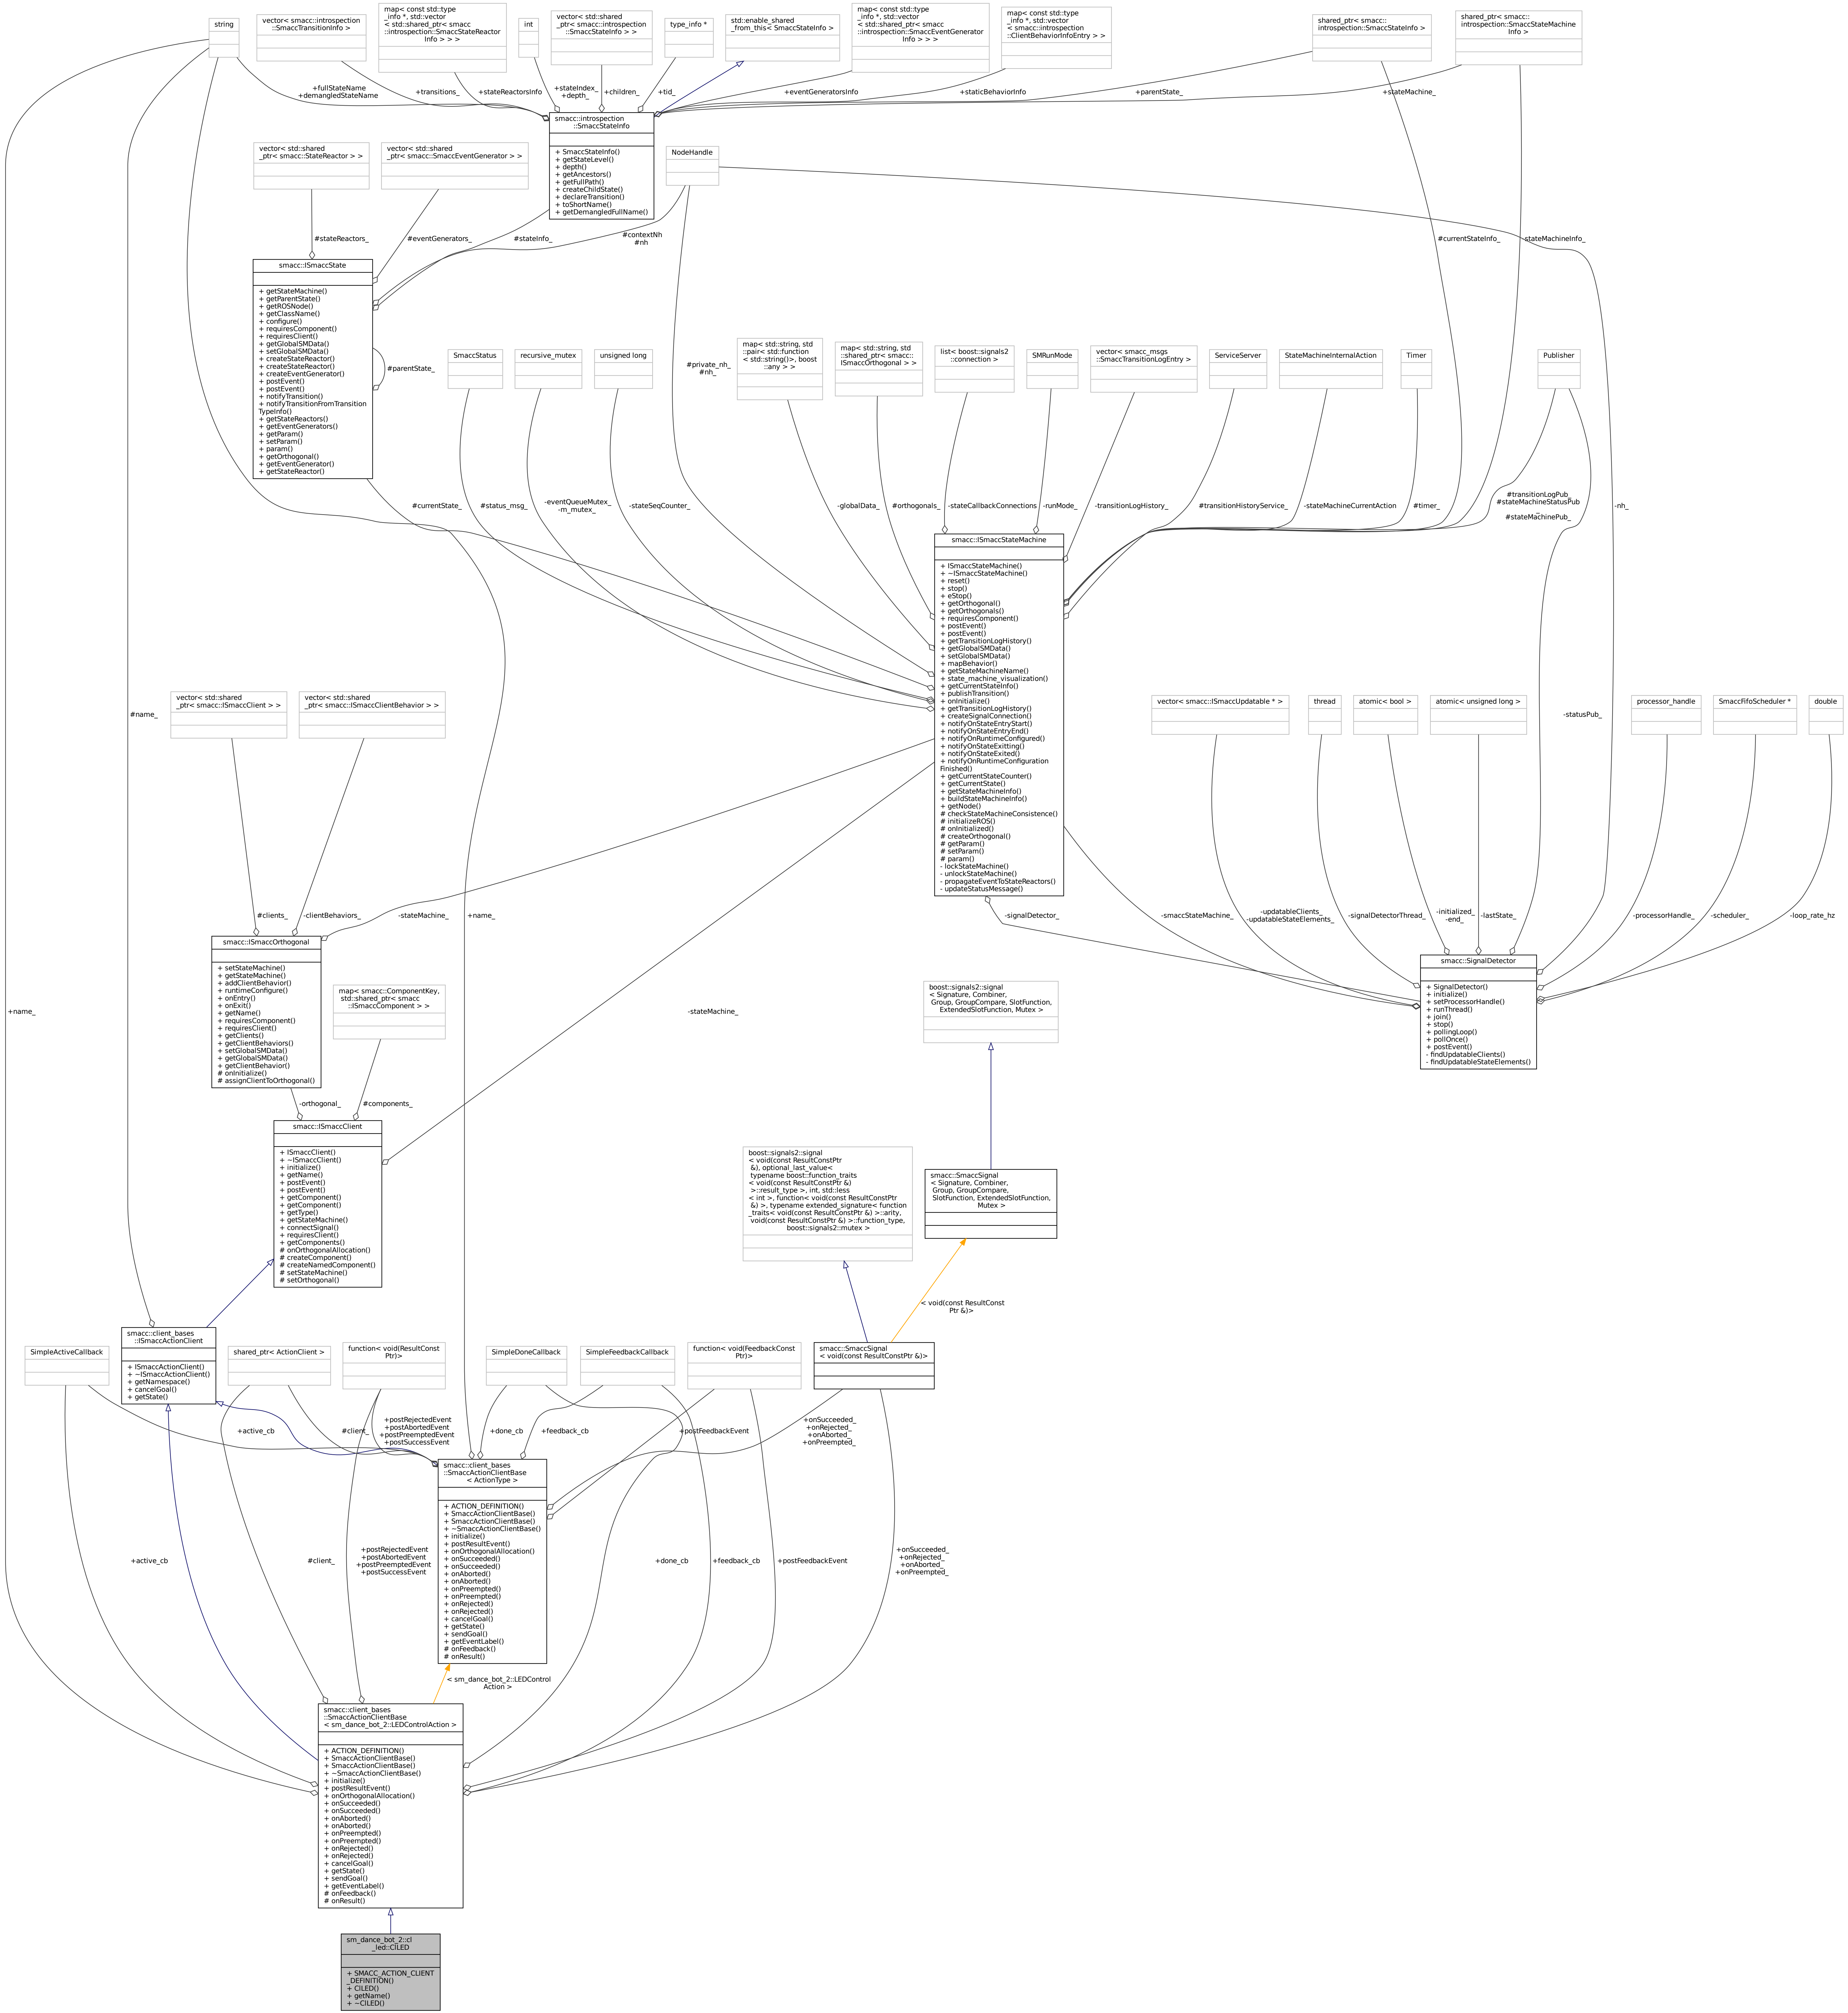 string
vector< smacc::introspection
::SmaccTransitionInfo >
map< const std::type
_info *, std::vector
< std::shared_ptr< smacc
::introspection::SmaccStateReactor
Info > > >
int
vector< std::shared
_ptr< smacc::introspection
::SmaccStateInfo > >
type_info *
std::enable_shared
_from_this< SmaccStateInfo >
map< const std::type
_info *, std::vector
< std::shared_ptr< smacc
::introspection::SmaccEventGenerator
Info > > >
map< const std::type
_info *, std::vector
< smacc::introspection
::ClientBehaviorInfoEntry > >
shared_ptr< smacc::
introspection::SmaccStateInfo >
shared_ptr< smacc::
introspection::SmaccStateMachine
Info >
+fullStateName
+demangledStateName
+transitions_
+stateReactorsInfo
+stateIndex_
+depth_
+children_
+tid_
+eventGeneratorsInfo
+staticBehaviorInfo
+parentState_
+stateMachine_
smacc::introspection
::SmaccStateInfo
+ SmaccStateInfo()
+ getStateLevel()
+ depth()
+ getAncestors()
+ getFullPath()
+ createChildState()
+ declareTransition()
+ toShortName()
+ getDemangledFullName()
vector< std::shared
_ptr< smacc::StateReactor > >
vector< std::shared
_ptr< smacc::SmaccEventGenerator > >
NodeHandle
#stateReactors_
#eventGenerators_
#stateInfo_
#contextNh
#nh
#currentStateInfo_
stateMachineInfo_
smacc::ISmaccState
+ getStateMachine()
+ getParentState()
+ getROSNode()
+ getClassName()
+ configure()
+ requiresComponent()
+ requiresClient()
+ getGlobalSMData()
+ setGlobalSMData()
+ createStateReactor()
+ createStateReactor()
+ createEventGenerator()
+ postEvent()
+ postEvent()
+ notifyTransition()
+ notifyTransitionFromTransition
TypeInfo()
+ getStateReactors()
+ getEventGenerators()
+ getParam()
+ setParam()
+ param()
+ getOrthogonal()
+ getEventGenerator()
+ getStateReactor()
#parentState_
SmaccStatus
recursive_mutex
unsigned long
#private_nh_
#nh_
map< std::string, std
::pair< std::function
< std::string()>, boost
::any > >
map< std::string, std
::shared_ptr< smacc::
ISmaccOrthogonal > >
list< boost::signals2
::connection >
SMRunMode
vector< smacc_msgs
::SmaccTransitionLogEntry >
ServiceServer
StateMachineInternalAction
Timer
Publisher
#currentState_
#status_msg_
-eventQueueMutex_
-m_mutex_
-stateSeqCounter_
-globalData_
#orthogonals_
-stateCallbackConnections
-runMode_
-transitionLogHistory_
#transitionHistoryService_
-stateMachineCurrentAction
#timer_
#transitionLogPub_
#stateMachineStatusPub
_
#stateMachinePub_
-nh_
smacc::ISmaccStateMachine
+ ISmaccStateMachine()
+ ~ISmaccStateMachine()
+ reset()
+ stop()
+ eStop()
+ getOrthogonal()
+ getOrthogonals()
+ requiresComponent()
+ postEvent()
+ postEvent()
+ getTransitionLogHistory()
+ getGlobalSMData()
+ setGlobalSMData()
+ mapBehavior()
+ getStateMachineName()
+ state_machine_visualization()
+ getCurrentStateInfo()
+ publishTransition()
+ onInitialize()
+ getTransitionLogHistory()
+ createSignalConnection()
+ notifyOnStateEntryStart()
+ notifyOnStateEntryEnd()
+ notifyOnRuntimeConfigured()
+ notifyOnStateExitting()
+ notifyOnStateExited()
+ notifyOnRuntimeConfiguration
Finished()
+ getCurrentStateCounter()
+ getCurrentState()
+ getStateMachineInfo()
+ buildStateMachineInfo()
+ getNode()
# checkStateMachineConsistence()
# initializeROS()
# onInitialized()
# createOrthogonal()
# getParam()
# setParam()
# param()
- lockStateMachine()
- unlockStateMachine()
- propagateEventToStateReactors()
- updateStatusMessage()
#name_
vector< std::shared
_ptr< smacc::ISmaccClient > >
vector< std::shared
_ptr< smacc::ISmaccClientBehavior > >
vector< smacc::ISmaccUpdatable * >
thread
atomic< bool >
atomic< unsigned long >
-statusPub_
processor_handle
SmaccFifoScheduler *
double
#clients_
-clientBehaviors_
-stateMachine_
+name_
-signalDetector_
-smaccStateMachine_
-updatableClients_
-updatableStateElements_
-signalDetectorThread_
-initialized_
-end_
-lastState_
-processorHandle_
-scheduler_
-loop_rate_hz
smacc::ISmaccOrthogonal
+ setStateMachine()
+ getStateMachine()
+ addClientBehavior()
+ runtimeConfigure()
+ onEntry()
+ onExit()
+ getName()
+ requiresComponent()
+ requiresClient()
+ getClients()
+ getClientBehaviors()
+ setGlobalSMData()
+ getGlobalSMData()
+ getClientBehavior()
# onInitialize()
# assignClientToOrthogonal()
smacc::SignalDetector
+ SignalDetector()
+ initialize()
+ setProcessorHandle()
+ runThread()
+ join()
+ stop()
+ pollingLoop()
+ pollOnce()
+ postEvent()
- findUpdatableClients()
- findUpdatableStateElements()
map< smacc::ComponentKey,
std::shared_ptr< smacc
::ISmaccComponent > >
+name_
-stateMachine_
boost::signals2::signal
< Signature, Combiner,
Group, GroupCompare, SlotFunction,
ExtendedSlotFunction, Mutex >
-orthogonal_
#components_
smacc::ISmaccClient
+ ISmaccClient()
+ ~ISmaccClient()
+ initialize()
+ getName()
+ postEvent()
+ postEvent()
+ getComponent()
+ getComponent()
+ getType()
+ getStateMachine()
+ connectSignal()
+ requiresClient()
+ getComponents()
# onOrthogonalAllocation()
# createComponent()
# createNamedComponent()
# setStateMachine()
# setOrthogonal()
boost::signals2::signal
< void(const ResultConstPtr
&), optional_last_value<
typename boost::function_traits
< void(const ResultConstPtr &)
>::result_type >, int, std::less
< int >, function< void(const ResultConstPtr
&) >, typename extended_signature< function
_traits< void(const ResultConstPtr &) >::arity,
void(const ResultConstPtr &) >::function_type,
boost::signals2::mutex >
smacc::SmaccSignal
< Signature, Combiner,
Group, GroupCompare,
SlotFunction, ExtendedSlotFunction,
Mutex >
< void(const ResultConst
Ptr &)>
smacc::client_bases
::ISmaccActionClient
+ ISmaccActionClient()
+ ~ISmaccActionClient()
+ getNamespace()
+ cancelGoal()
+ getState()
SimpleActiveCallback
shared_ptr< ActionClient >
function< void(ResultConst
Ptr)>
SimpleDoneCallback
SimpleFeedbackCallback
function< void(FeedbackConst
Ptr)>
smacc::SmaccSignal
< void(const ResultConstPtr &)>
+active_cb
#client_
+postRejectedEvent
+postAbortedEvent
+postPreemptedEvent
+postSuccessEvent
+done_cb
+feedback_cb
+postFeedbackEvent
+onSucceeded_
+onRejected_
+onAborted_
+onPreempted_
smacc::client_bases
::SmaccActionClientBase
< ActionType >
+ ACTION_DEFINITION()
+ SmaccActionClientBase()
+ SmaccActionClientBase()
+ ~SmaccActionClientBase()
+ initialize()
+ postResultEvent()
+ onOrthogonalAllocation()
+ onSucceeded()
+ onSucceeded()
+ onAborted()
+ onAborted()
+ onPreempted()
+ onPreempted()
+ onRejected()
+ onRejected()
+ cancelGoal()
+ getState()
+ sendGoal()
+ getEventLabel()
# onFeedback()
# onResult()
+active_cb
#client_
+postRejectedEvent
+postAbortedEvent
+postPreemptedEvent
+postSuccessEvent
+done_cb
+feedback_cb
+postFeedbackEvent
+onSucceeded_
+onRejected_
+onAborted_
+onPreempted_
< sm_dance_bot_2::LEDControl
Action >
smacc::client_bases
::SmaccActionClientBase
< sm_dance_bot_2::LEDControlAction >
+ ACTION_DEFINITION()
+ SmaccActionClientBase()
+ SmaccActionClientBase()
+ ~SmaccActionClientBase()
+ initialize()
+ postResultEvent()
+ onOrthogonalAllocation()
+ onSucceeded()
+ onSucceeded()
+ onAborted()
+ onAborted()
+ onPreempted()
+ onPreempted()
+ onRejected()
+ onRejected()
+ cancelGoal()
+ getState()
+ sendGoal()
+ getEventLabel()
# onFeedback()
# onResult()
sm_dance_bot_2::cl
_led::ClLED
+ SMACC_ACTION_CLIENT
_DEFINITION()
+ ClLED()
+ getName()
+ ~ClLED()